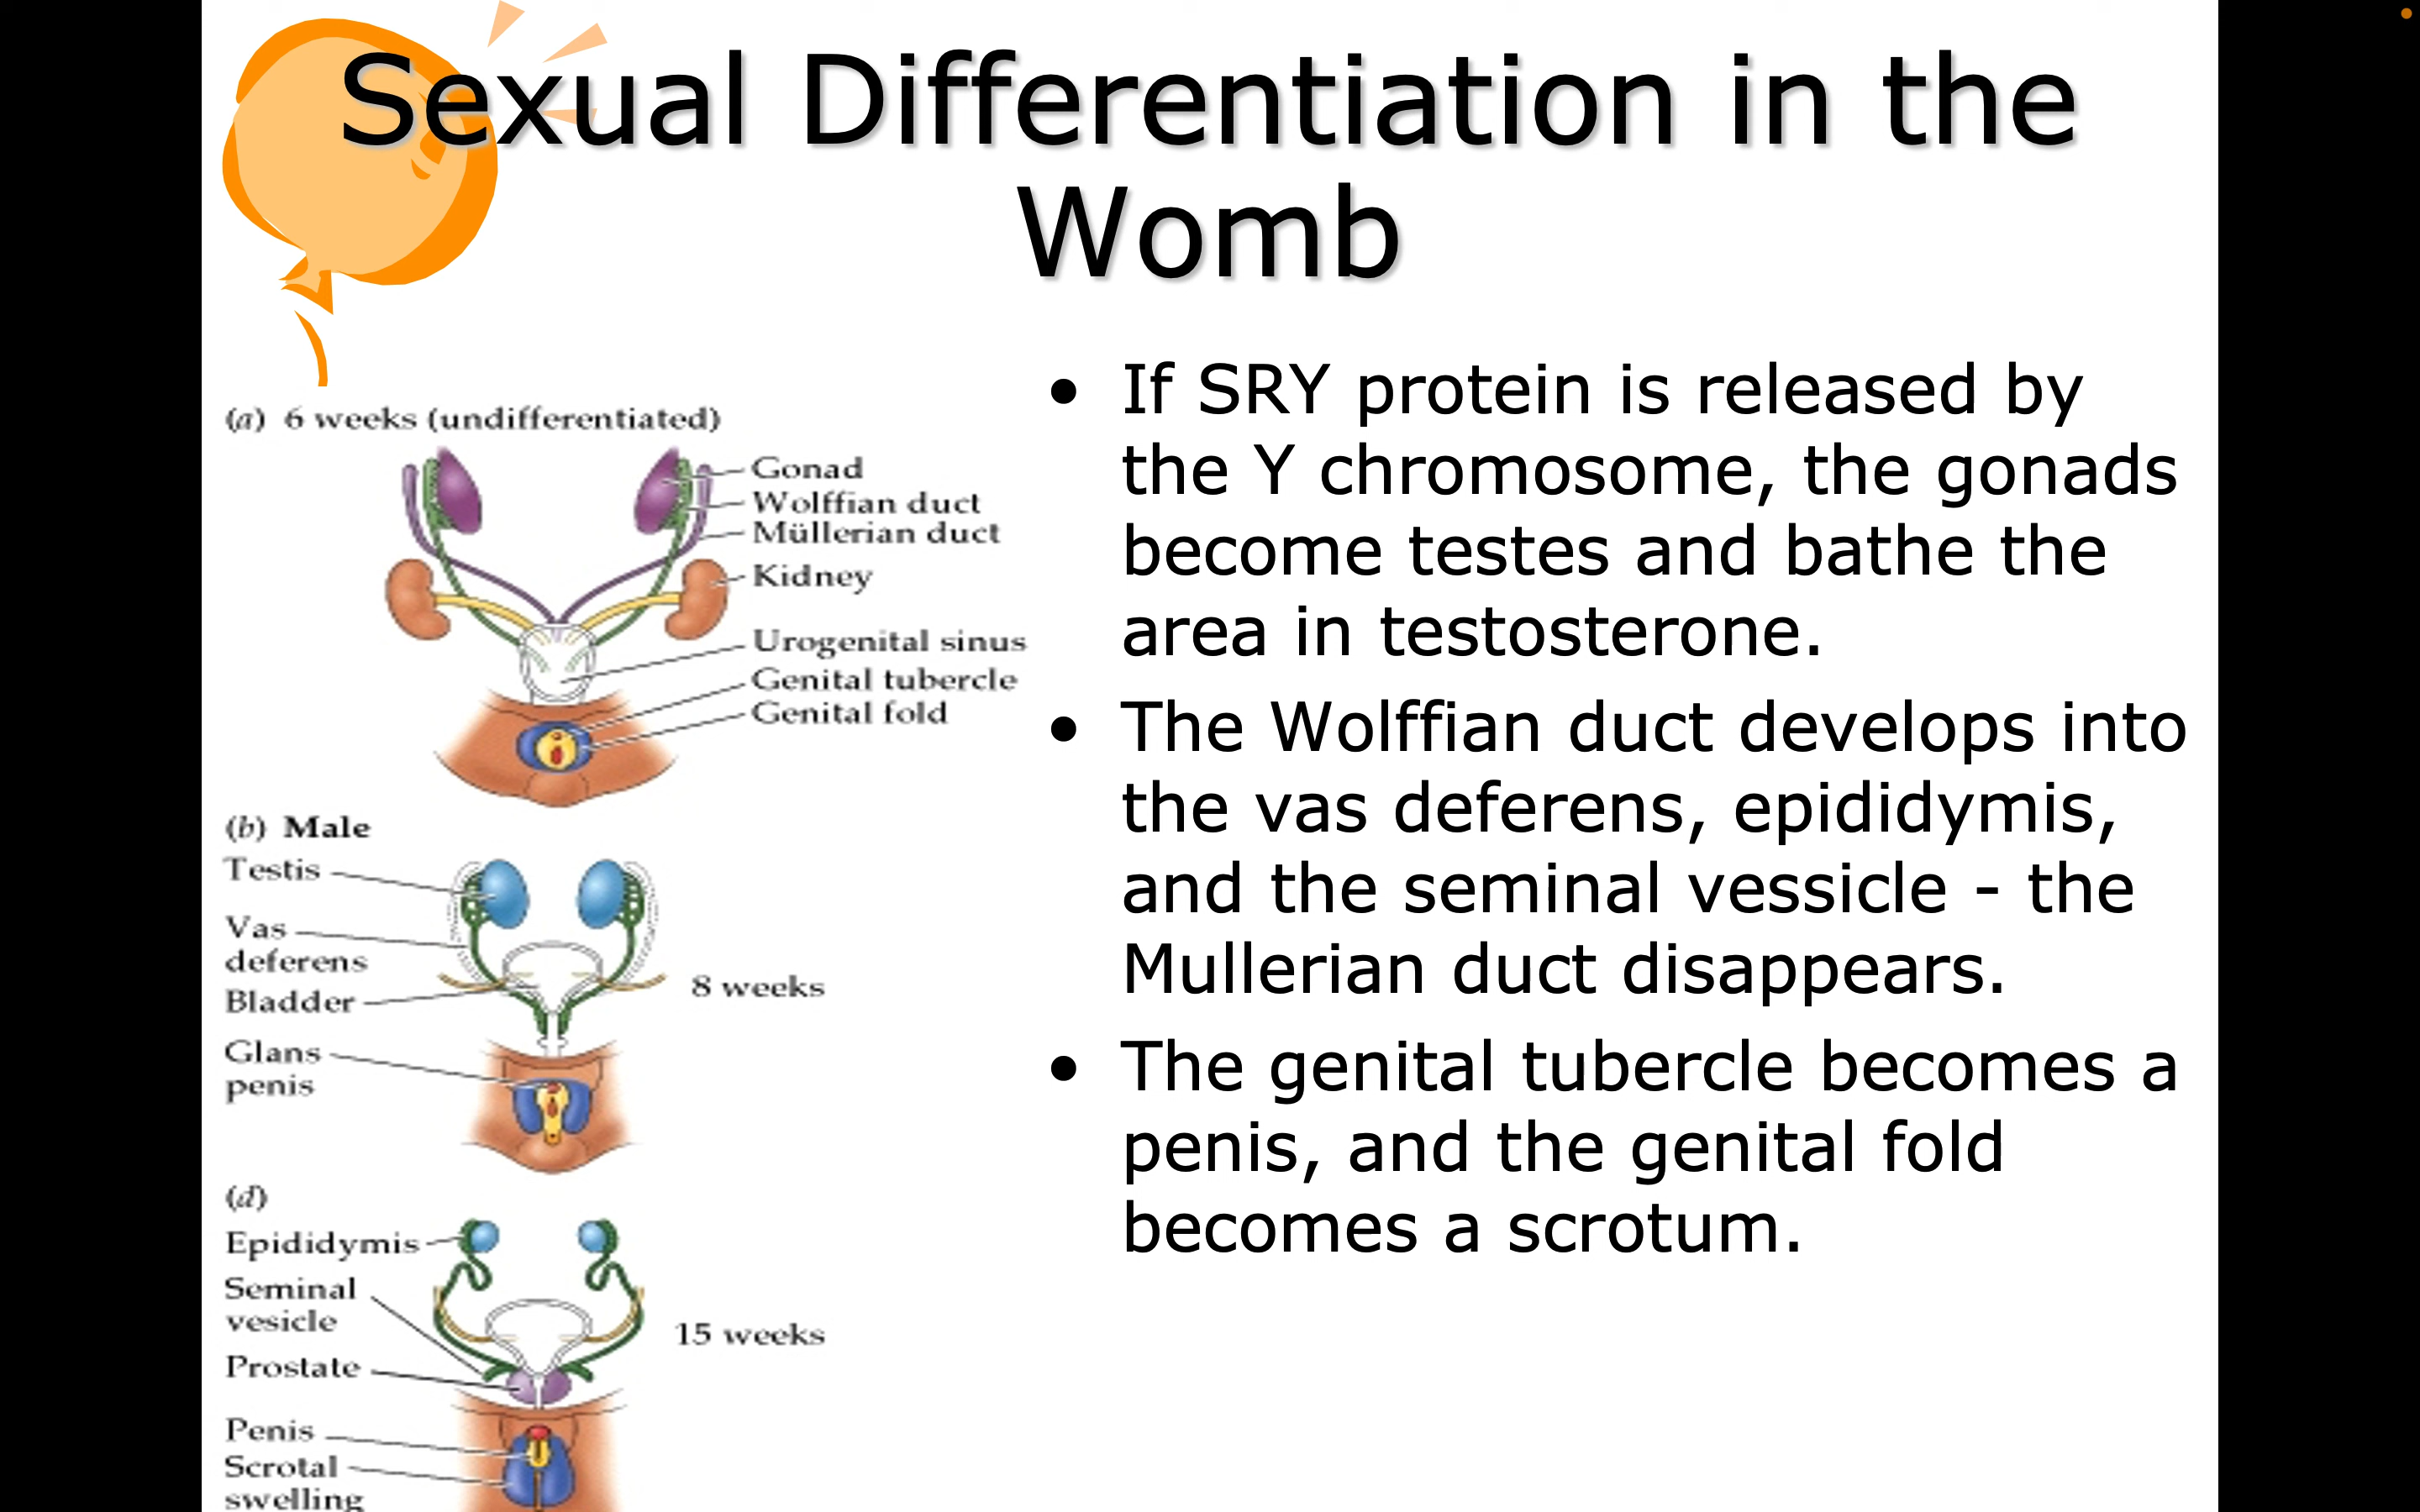 Sexual Differentiation in the
Womb
(a) 6 weeks (undifferentiated)
Gonad
Wolffian duct
Müllerian duct
Kidney
Urogenital sinus
Genital tubercle
Genital fold
(b) Male
Testis
Vas
deferens
Bladder
8 weeks
Glans
penis
(d)
Epididymis
Seminal
vesicle
15 weeks
Prostate
Penis
Scrotal
swelling
• If SRY protein is released by
the Y chromosome, the gonads
become testes and bathe the
area in testosterone.
• The Wolffian duct develops into
the vas deferens, epididymis,
and the seminal vessicle - the
Mullerian duct disappears.
• The genital tubercle becomes a
penis, and the genital fold
becomes a scrotum.